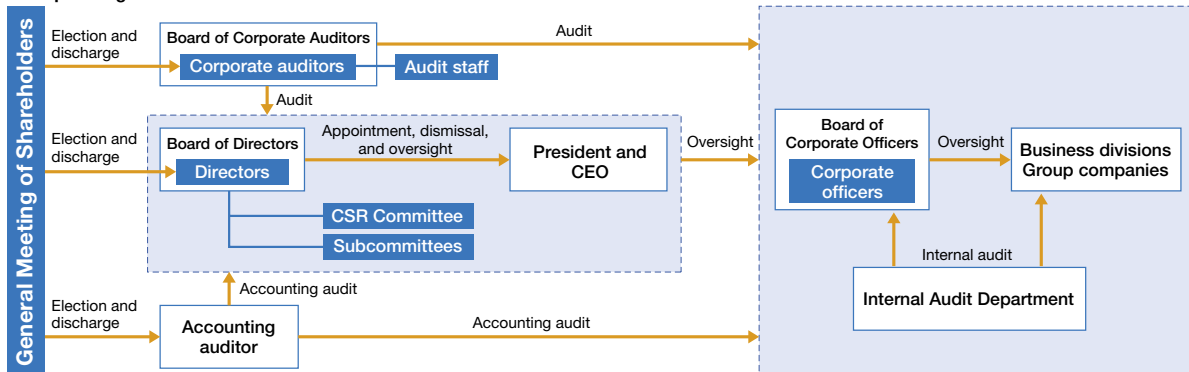 General Meeting of Shareholders
Election and
discharge
Board of Corporate Auditors
Corporate auditors
Audit staff
Audit
Audit
Election and
discharge
Board of Directors
Directors
Appointment, dismissal,
and oversight
President and
CEO
Oversight
CSR Committee
Subcommittees
Accounting audit
Election and
discharge
Accounting
auditor
Accounting audit
Board of
Corporate Officers
Corporate
officers
Oversight
Business divisions
Group companies
Internal audit
Internal Audit Department